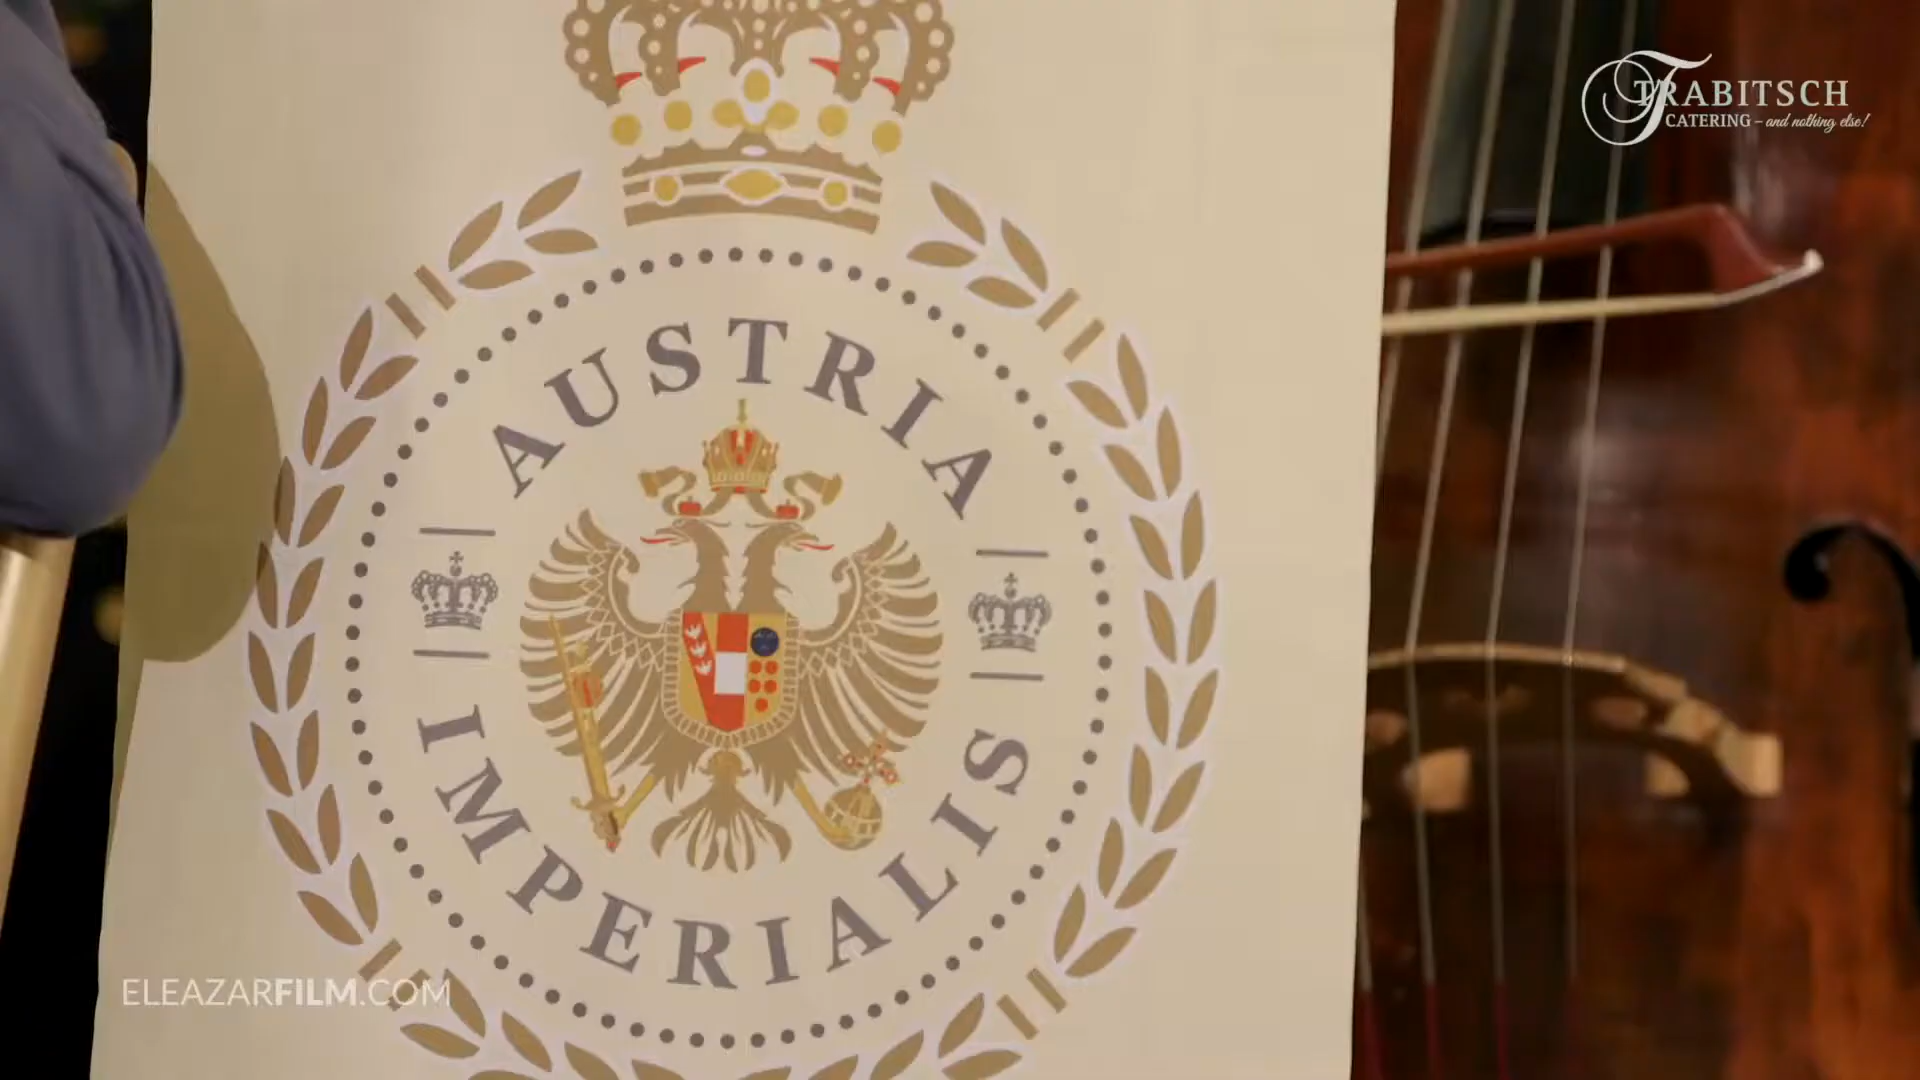 TRABITSCH
CATERING – and nothing else!
AUSTRIA
IMPERIALIS
ELEAZARFILM.COM